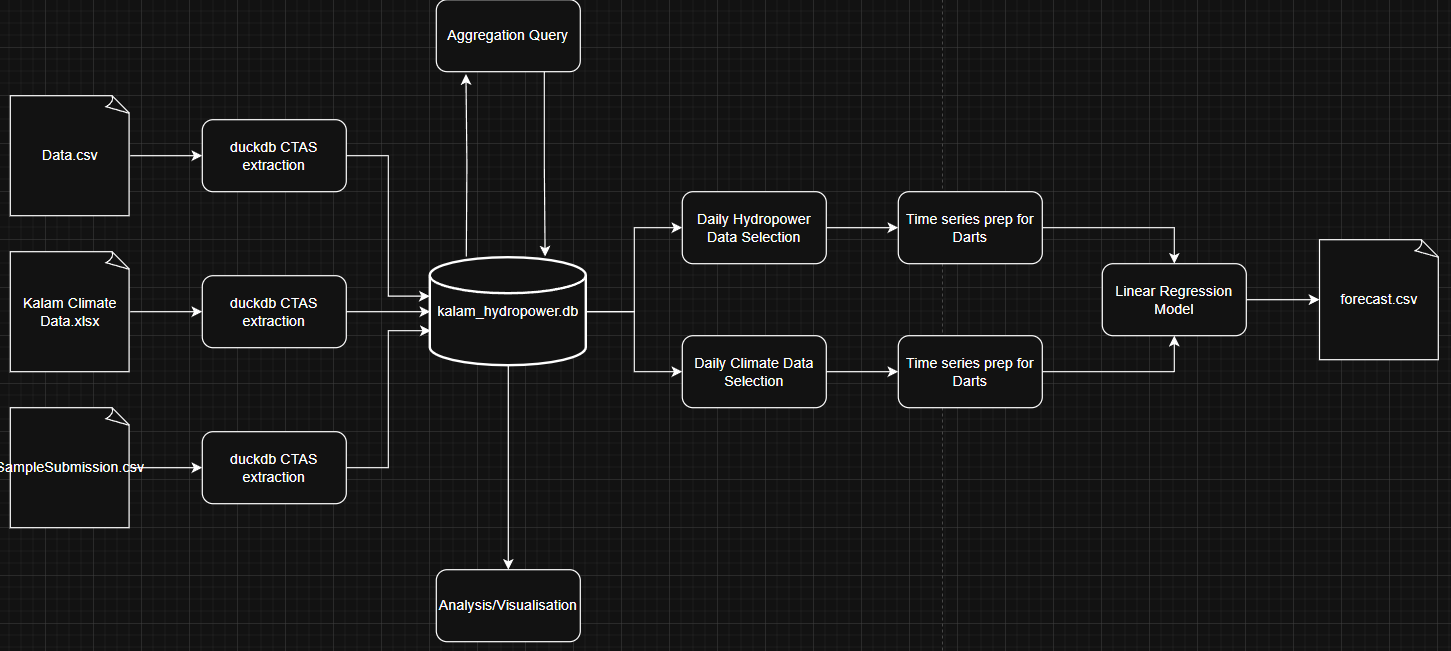 Aggregation Query
Data.csv
duckdb CTAS
extraction
Kalam Climate
Data.xlsx
duckdb CTAS
extraction
SampleSubmission.csv
duckdb CTAS
extraction
kalam_hydropower.db
Analysis/Visualisation
Daily Hydropower
Data Selection
Time series prep for
Darts
Daily Climate Data
Selection
Time series prep for
Darts
Linear Regression
Model
forecast.csv